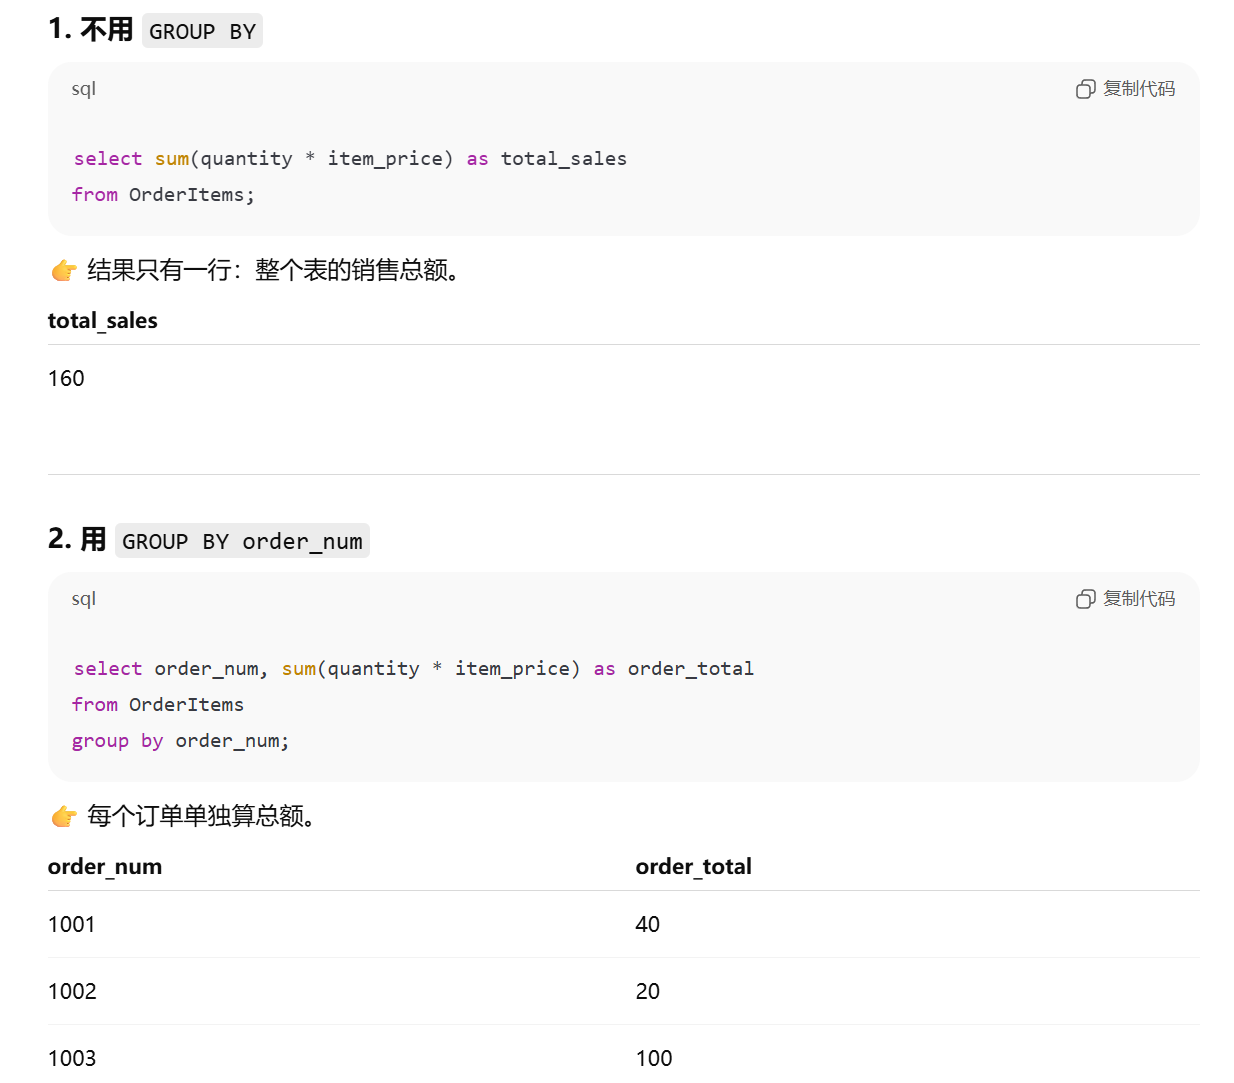 1. 不用 GROUP BY
sql
复制代码
select sum(quantity * item_price) as total_sales
from OrderItems;
👉 结果只有一行：整个表的销售总额。
total_sales
160
2. 用 GROUP BY order_num
sql
复制代码
select order_num, sum(quantity * item_price) as order_total
from OrderItems
group by order_num;
👉 每个订单单独算总额。
order_num order_total
1001 40
1002 20
1003 100